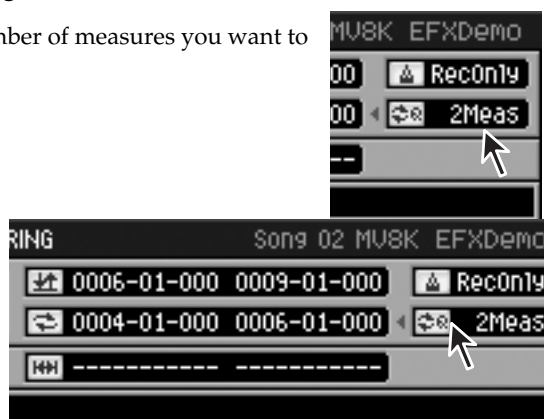 nber of measures you want to
MV8K EFXDemo
00 RecOnly
00 2Meas
--
RING Song 02 MV8K EFXDemo
0006-01-000 0009-01-000 RecOnly
0004-01-000 0006-01-000 2Meas
----------- -----------